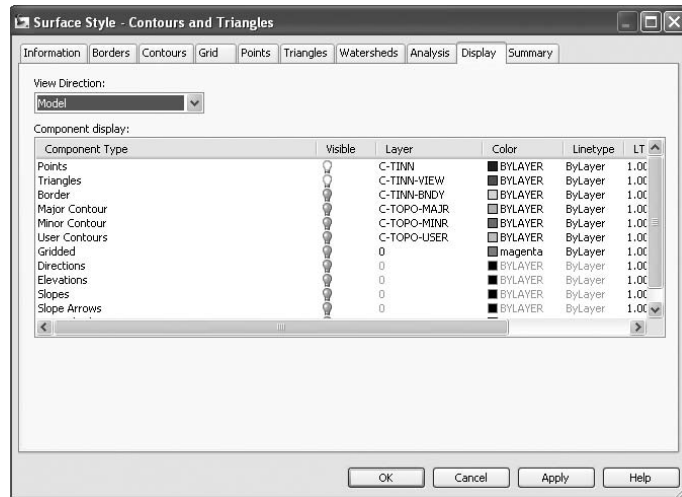 Surface Style - Contours and Triangles
Information Borders Contours Grid Points Triangles Watersheds Analysis Display Summary
View Direction:
Model
Component display:
Component Type Visible Layer Color Linetype LT
Points C-TINN BYLAYER ByLayer 1.00
Triangles C-TINN-VIEW BYLAYER ByLayer 1.00
Border C-TINN-BNDY BYLAYER ByLayer 1.00
Major Contour C-TOPO-MAJR BYLAYER ByLayer 1.00
Minor Contour C-TOPO-MINR BYLAYER ByLayer 1.00
User Contours C-TOPO-USER BYLAYER ByLayer 1.00
Gridded 0 magenta ByLayer 1.00
Directions 0 BYLAYER ByLayer 1.00
Elevations 0 BYLAYER ByLayer 1.00
Slopes 0 BYLAYER ByLayer 1.00
Slope Arrows 0 BYLAYER ByLayer 1.00
OK Cancel Apply Help